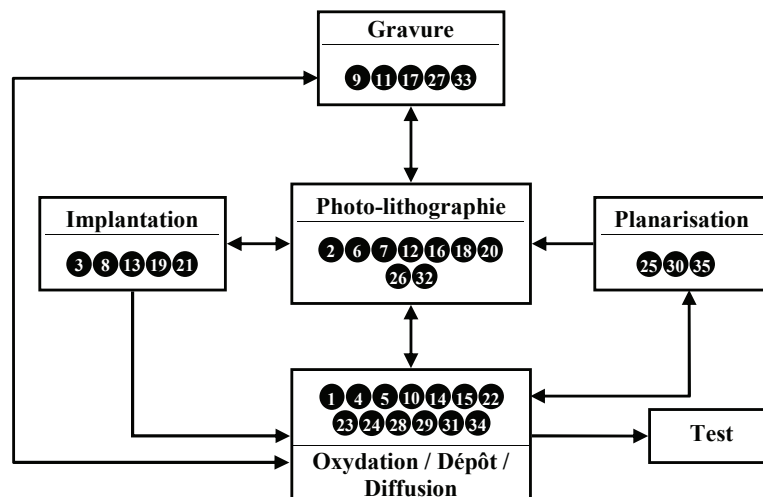 Gravure
9 11 17 27 33
Implantation
3 8 13 19 21
Photo-lithographie
2 6 7 12 16 18 20
26 32
Planarisation
25 30 35
1 4 5 10 14 15 22
23 24 28 29 31 34
Oxydation / Dépôt /
Diffusion
Test